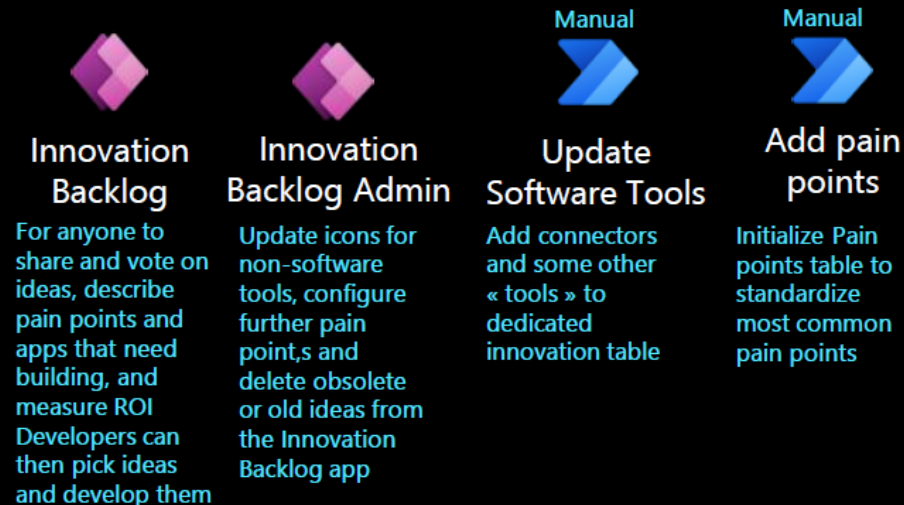 Innovation
Backlog
For anyone to
share and vote on
ideas, describe
pain points and
apps that need
building, and
measure ROI
Developers can
then pick ideas
and develop them
Innovation
Backlog Admin
Update icons for
non-software
tools, configure
further pain
point,s and
delete obsolete
or old ideas from
the Innovation
Backlog app
Manual
Update
Software Tools
Add connectors
and some other
« tools » to
dedicated
innovation table
Manual
Add pain
points
Initialize Pain
points table to
standardize
most common
pain points